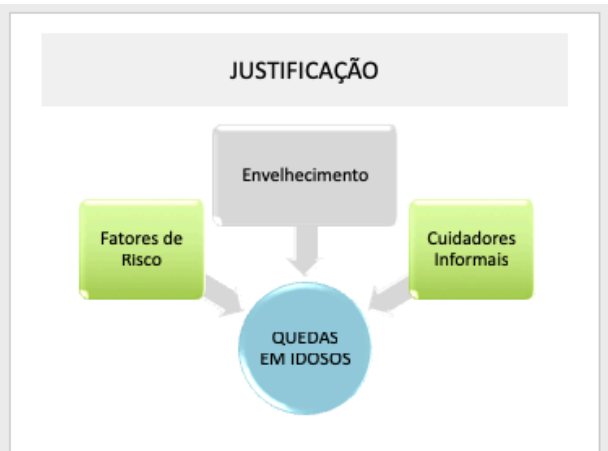 JUSTIFICAÇÃO
Envelhecimento
Fatores de
Risco
Cuidadores
Informais
QUEDAS
EM IDOSOS